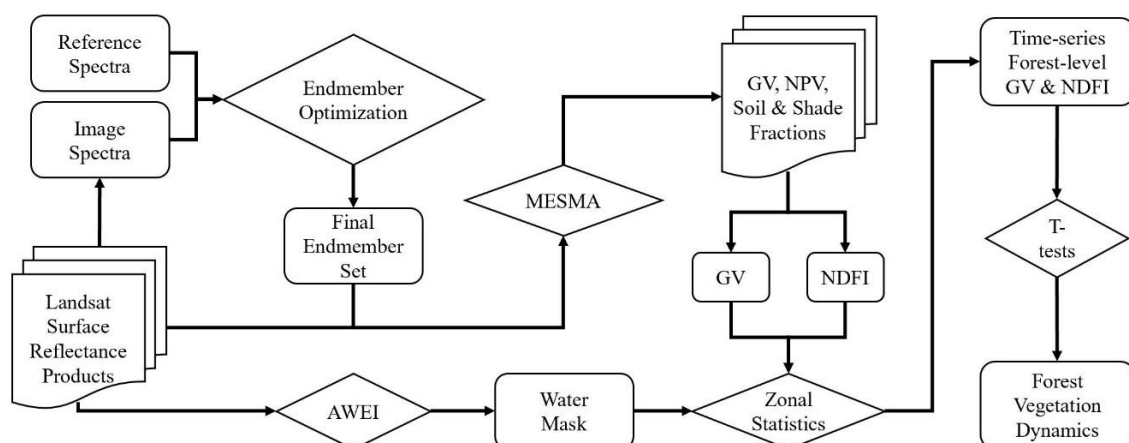 Reference
Spectra
Image
Spectra
Landsat
Surface
Reflectance
Products
Endmember
Optimization
Final
Endmember
Set
AWEI
Water
Mask
MESMA
GV, NPV,
Soil & Shade
Fractions
GV
NDFI
Zonal
Statistics
Time-series
Forest-level
GV & NDFI
T-
tests
Forest
Vegetation
Dynamics